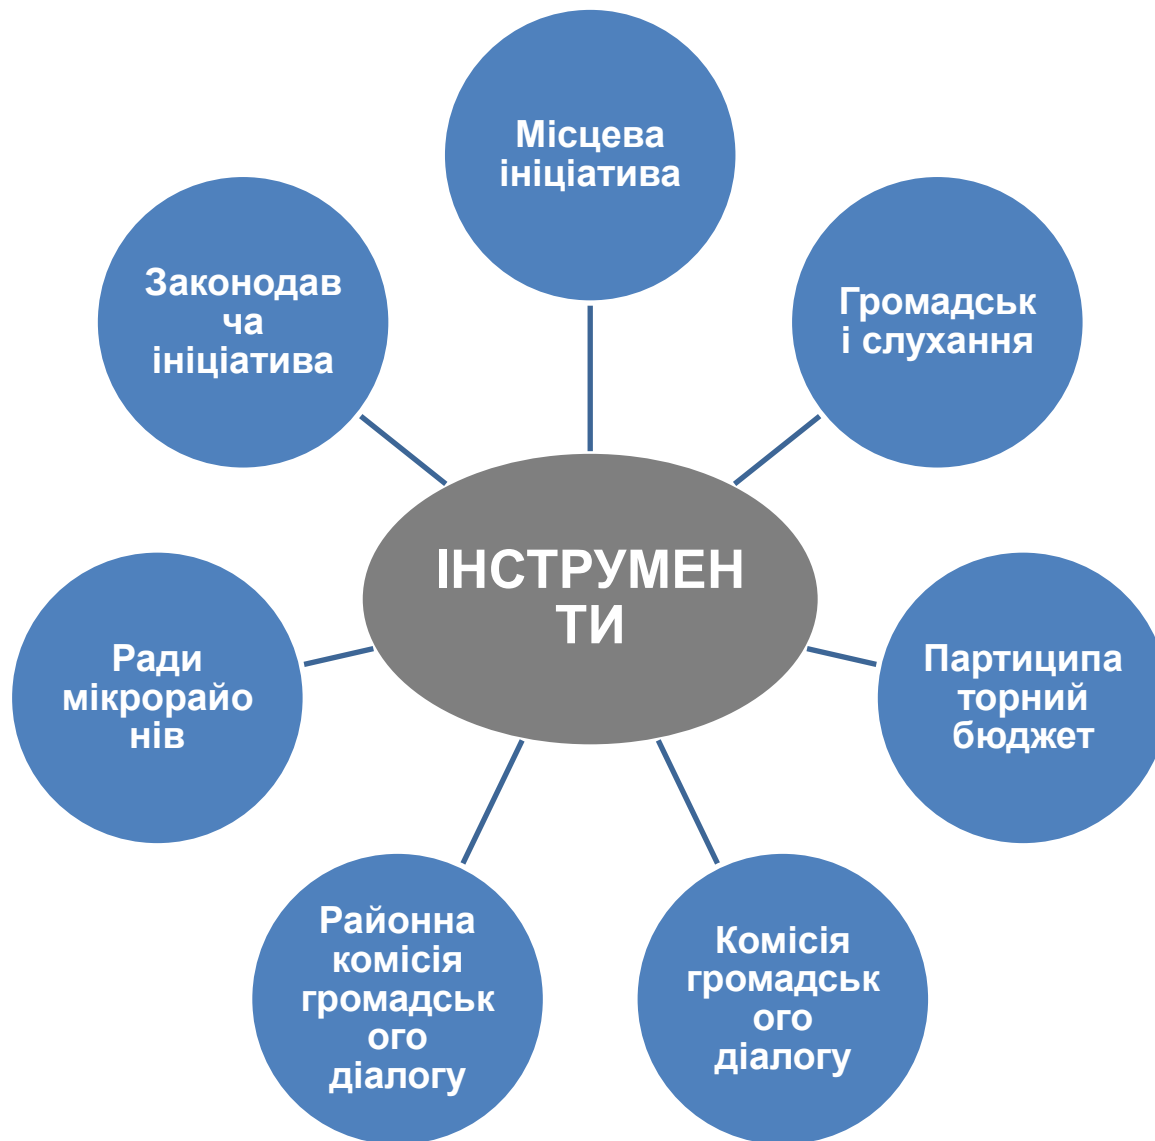 Місцева
ініціатива
Громадськ
і слухання
Партиципа
торний
бюджет
Комісія
громадськ
ого
діалогу
Районна
комісія
громадськ
ого
діалогу
Ради
мікрорайо
нів
Законодав
ча
ініціатива
ІНСТРУМЕН
ТИ